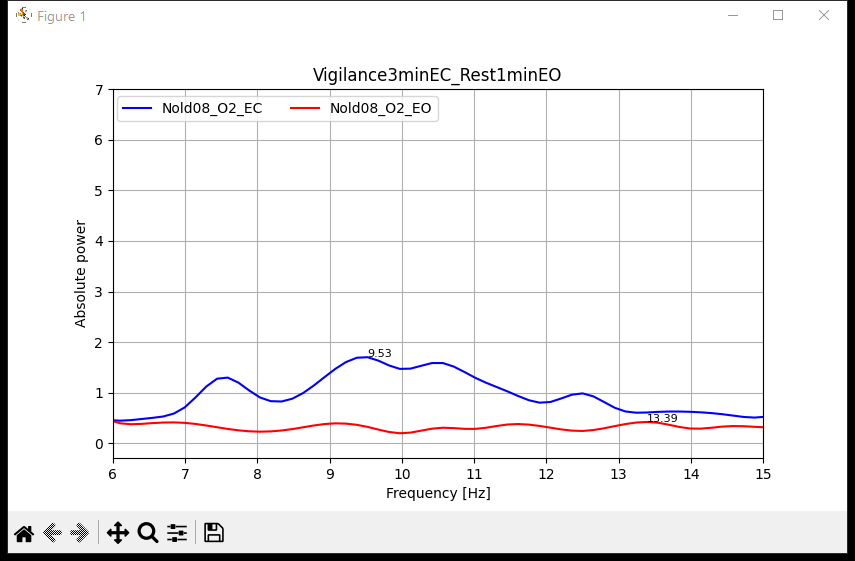 Figure 1
Vigilance3minEC_Rest1minEO
Nold08_O2_EC Nold08_O2_EO
7
6
5
4
3
2
1
0
Absolute power
9.53
13.39
6 7 8 9 10 11 12 13 14 15
Frequency [Hz]